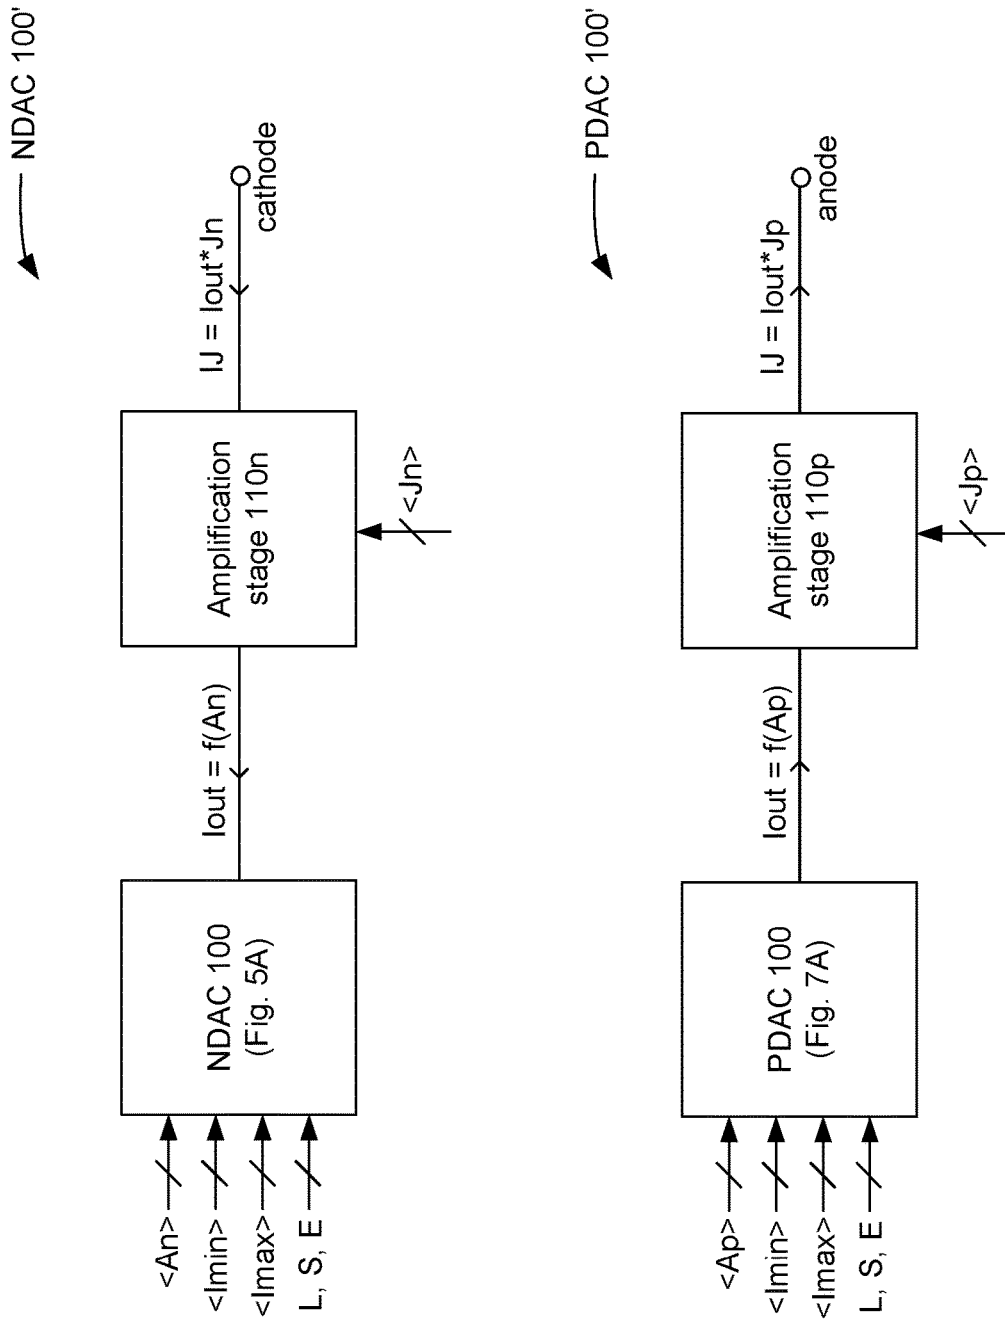 NDAC 100'
<An>
<Imin>
<Imax>
L, S, E
NDAC 100
(Fig. 5A)
Iout = f(An)
Amplification
stage 110n
<Jn>
IJ = Iout*Jn
cathode
PDAC 100'
<Ap>
<Imin>
<Imax>
L, S, E
PDAC 100
(Fig. 7A)
Iout = f(Ap)
Amplification
stage 110p
<Jp>
IJ = Iout*Jp
anode